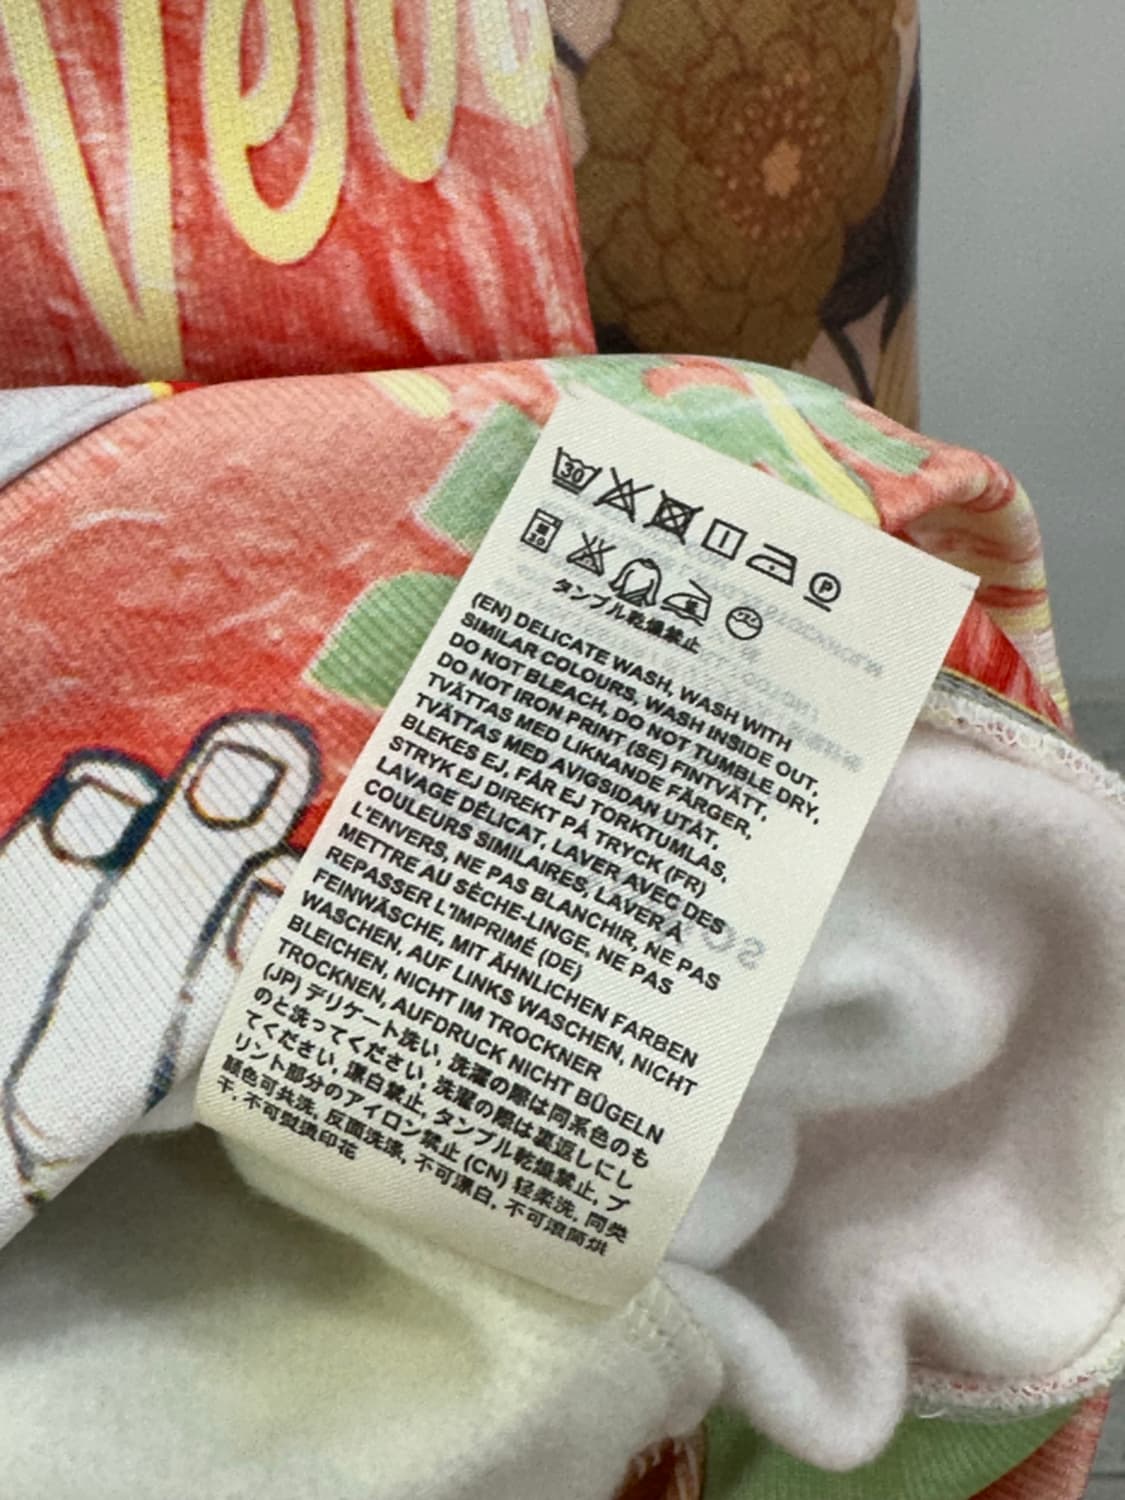 Velo
30
P
弱
30
タンブル乾燥禁止
(EN) DELICATE WASH, WASH WITH
SIMILAR COLOURS, WASH INSIDE OUT,
DO NOT BLEACH, DO NOT TUMBLE DRY,
DO NOT IRON PRINT (SE) FINTVÄTT,
TVÄTTAS MED LIKNANDE FÄRGER,
TVÄTTAS MED AVIGSIDAN UTÅT,
BLEKES EJ, FÅR EJ TORKTUMLAS,
STRYK EJ DIREKT PÅ TRYCK (FR)
LAVAGE DÉLICAT, LAVER AVEC DES
COULEURS SIMILAIRES, LAVER À
L'ENVERS, NE PAS BLANCHIR, NE PAS
METTRE AU SÈCHE-LINGE, NE PAS
REPASSER L'IMPRIMÉ (DE)
FEINWÄSCHE, MIT ÄHNLICHEN FARBEN
WASCHEN, AUF LINKS WASCHEN, NICHT
BLEICHEN, NICHT IM TROCKNER
TROCKNEN, AUFDRUCK NICHT BÜGELN
(JP) デリケート洗い, 洗濯の際は同系色のも
のと洗ってください, 洗濯の際は裏返しにし
てください, 漂白禁止, タンブル乾燥禁止, プ
リント部分のアイロン禁止 (CN) 轻柔洗, 同类
颜色可共洗, 反面洗涤, 不可漂白, 不可滚筒烘
干, 不可熨烫印花